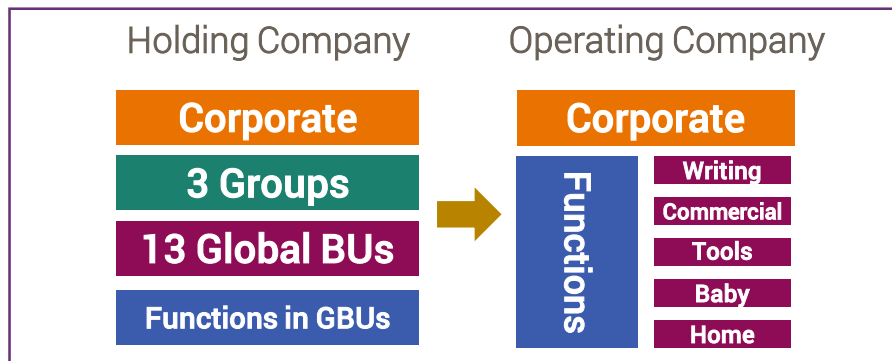 Holding Company
Corporate
3 Groups
13 Global BUs
Functions in GBUs
Operating Company
Corporate
Functions
Writing
Commercial
Tools
Baby
Home